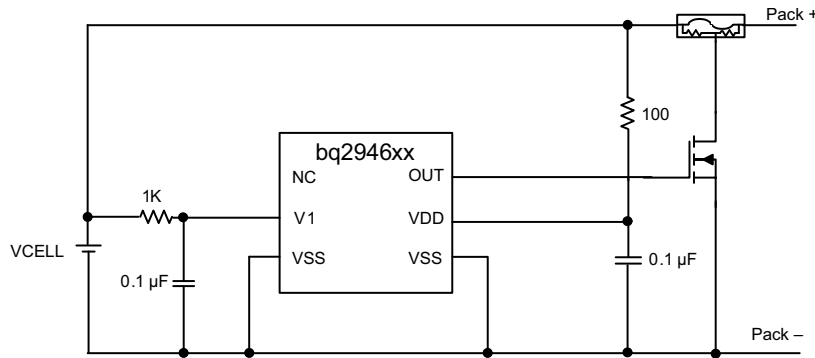 Pack +
100
bq2946xx
NC
OUT
1K
V1
VDD
VCELL
VSS
VSS
0.1 µF
0.1 µF
Pack –